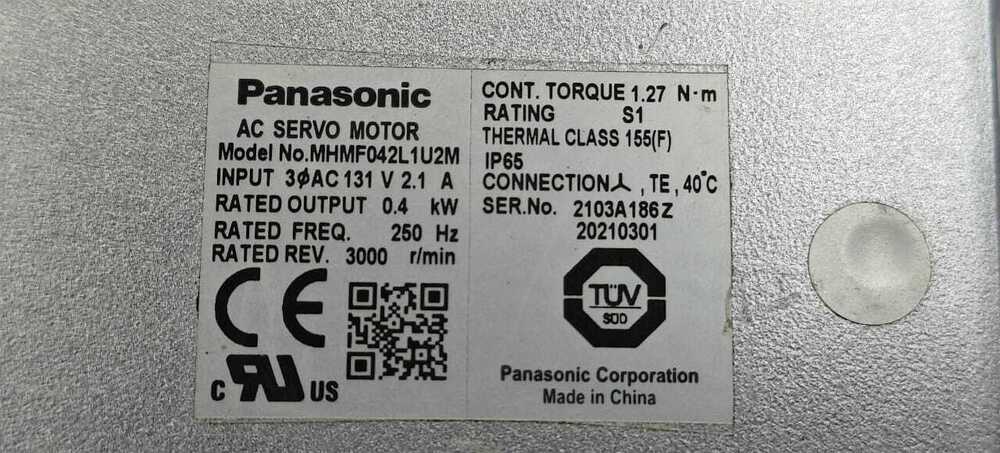 Panasonic
AC SERVO MOTOR
Model No.MHMF042L1U2M
INPUT 3ϕAC 131 V 2.1 A
RATED OUTPUT 0.4 kW
RATED FREQ. 250 Hz
RATED REV. 3000 r/min
CE
c RU US
CONT. TORQUE 1.27 N·m
RATING S1
THERMAL CLASS 155(F)
IP65
CONNECTION⅄, TE, 40°C
SER.No. 2103A186Z
20210301
TÜV
SÜD
Panasonic Corporation
Made in China